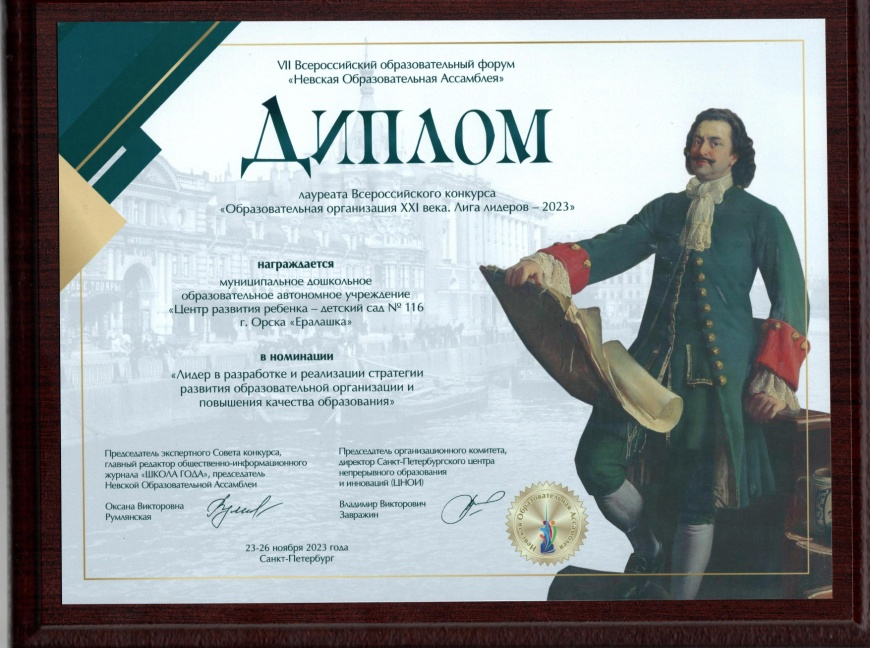 VII Всероссийский образовательный форум
«Невская Образовательная Ассамблея»
Диплом
лауреата Всероссийского конкурса
«Образовательная организация XXI века. Лига лидеров – 2023»
награждается
муниципальное дошкольное
образовательное автономное учреждение
«Центр развития ребенка – детский сад № 116
г. Орска «Ералашка»
в номинации
«Лидер в разработке и реализации стратегии
развития образовательной организации и
повышения качества образования»
Председатель экспертного Совета конкурса,
главный редактор общественно-информационного
журнала «ШКОЛА ГОДА», председатель
Невской Образовательной Ассамблеи
Оксана Викторовна
Румлянская
Председатель организационного комитета,
директор Санкт-Петербургского центра
непрерывного образования
и инноваций (ЦНОИ)
Владимир Викторович
Завражин
Невская Образовательная Ассамблея
23-26 ноября 2023 года
Санкт-Петербург